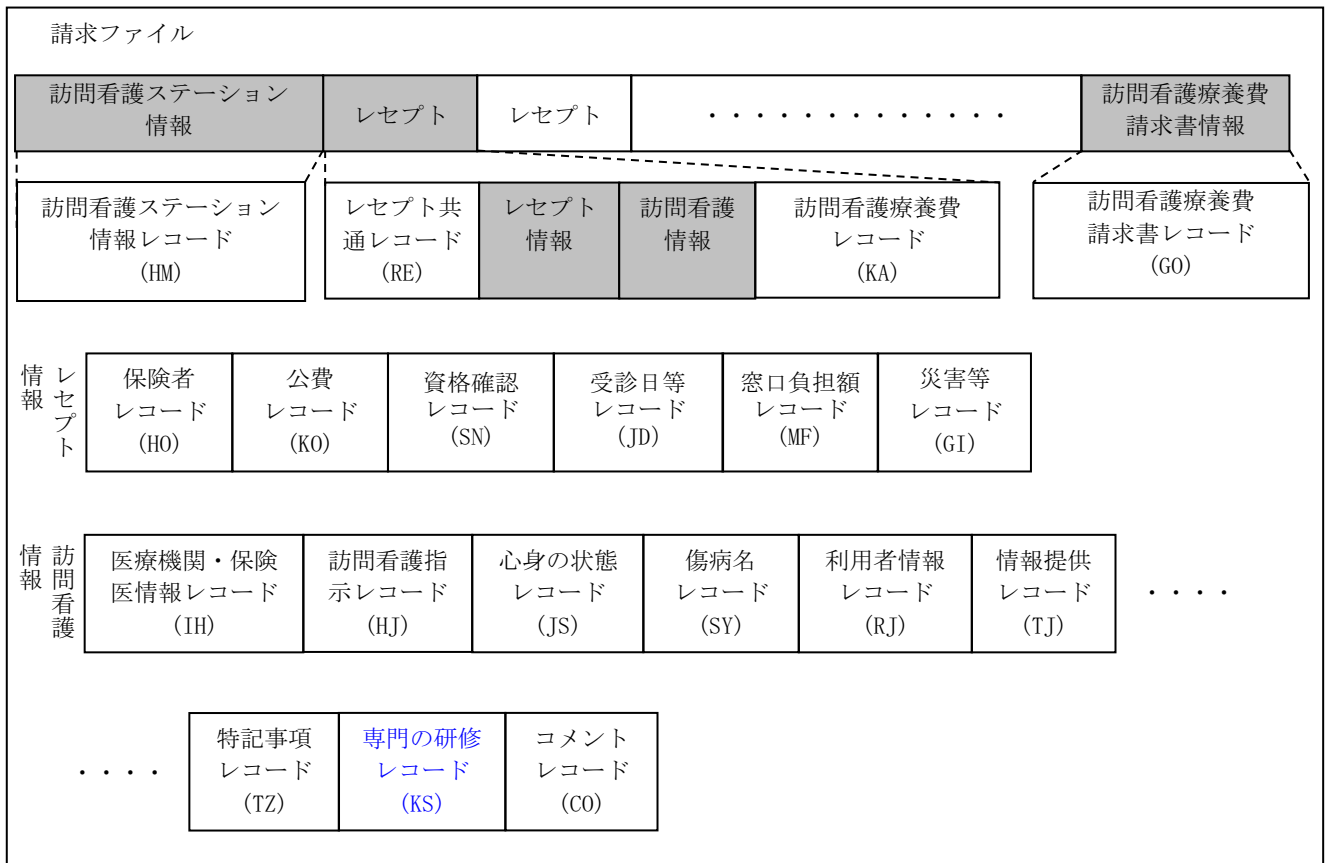 請求ファイル
訪問看護ステーション
情報
レセプト
レセプト
・・・・・・・・・・・・・
訪問看護療養費
請求書情報
訪問看護ステーション
情報レコード
(HM)
レセプト共
通レコード
(RE)
レセプト
情報
訪問看護
情報
訪問看護療養費
レコード
(KA)
訪問看護療養費
請求書レコード
(GO)
レセプト
情報
保険者
レコード
(HO)
公費
レコード
(KO)
資格確認
レコード
(SN)
受診日等
レコード
(JD)
窓口負担額
レコード
(MF)
災害等
レコード
(GI)
訪問看護
情報
医療機関・保険
医情報レコード
(IH)
訪問看護指
示レコード
(HJ)
心身の状態
レコード
(JS)
傷病名
レコード
(SY)
利用者情報
レコード
(RJ)
情報提供
レコード
(TJ)
・・・・
・・・・
特記事項
レコード
(TZ)
専門の研修
レコード
(KS)
コメント
レコード
(CO)